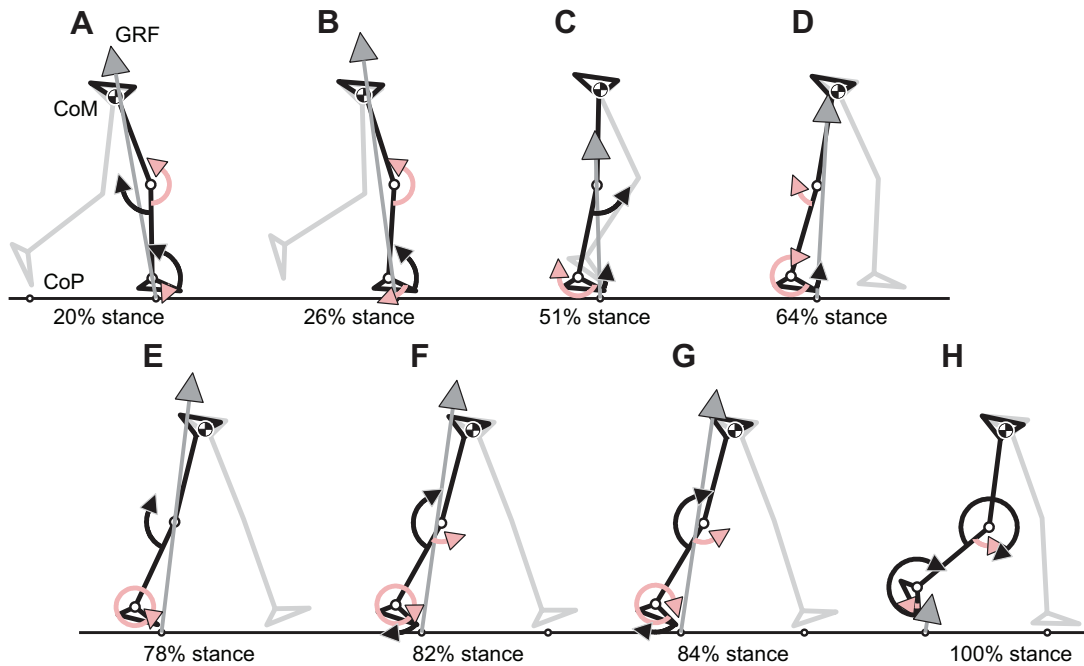 A
B
C
D
GRF
CoM
CoP
20% stance
26% stance
51% stance
64% stance
E
F
G
H
78% stance
82% stance
84% stance
100% stance